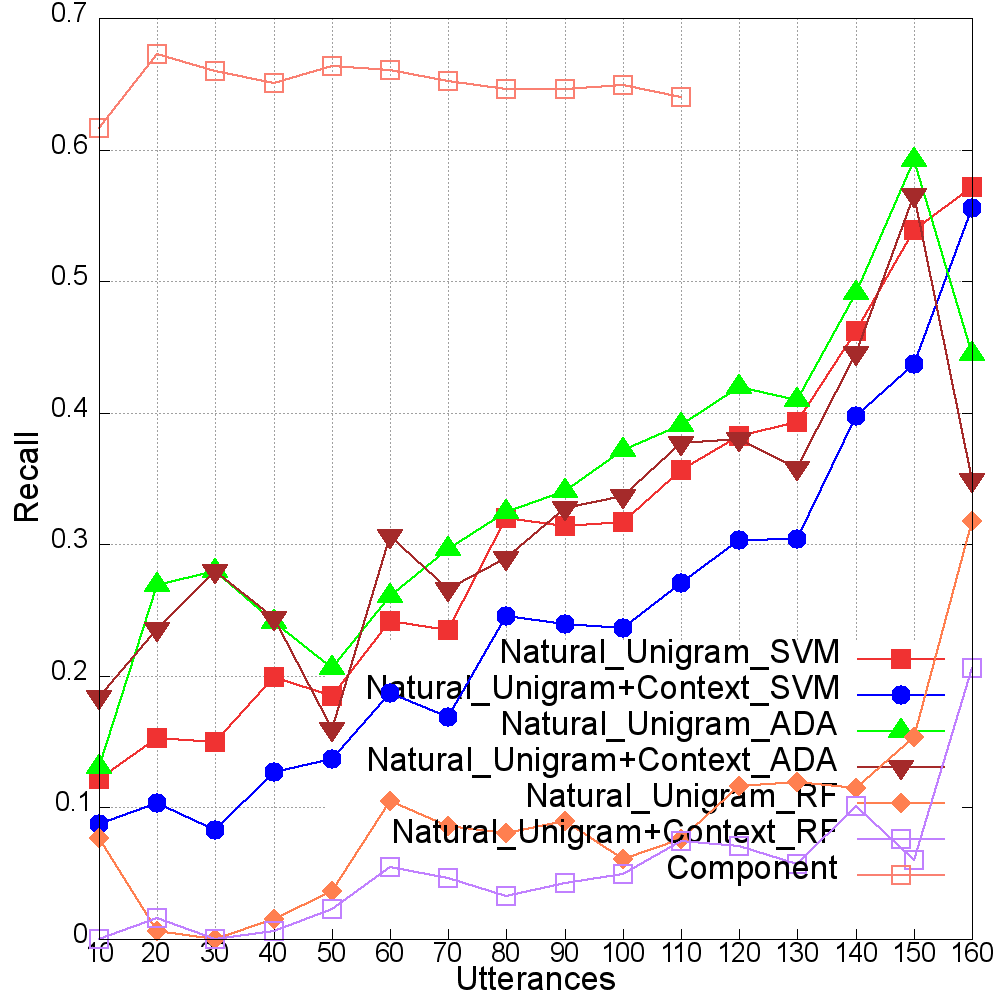 0.7
0.6
0.5
0.4
0.3
0.2
0.1
0
Recall
10 20 30 40 50 60 70 80 90 100 110 120 130 140 150 160
Utterances
Natural_Unigram_SVM
Natural_Unigram+Context_SVM
Natural_Unigram_ADA
Natural_Unigram+Context_ADA
Natural_Unigram_RF
Natural_Unigram+Context_RF
Component